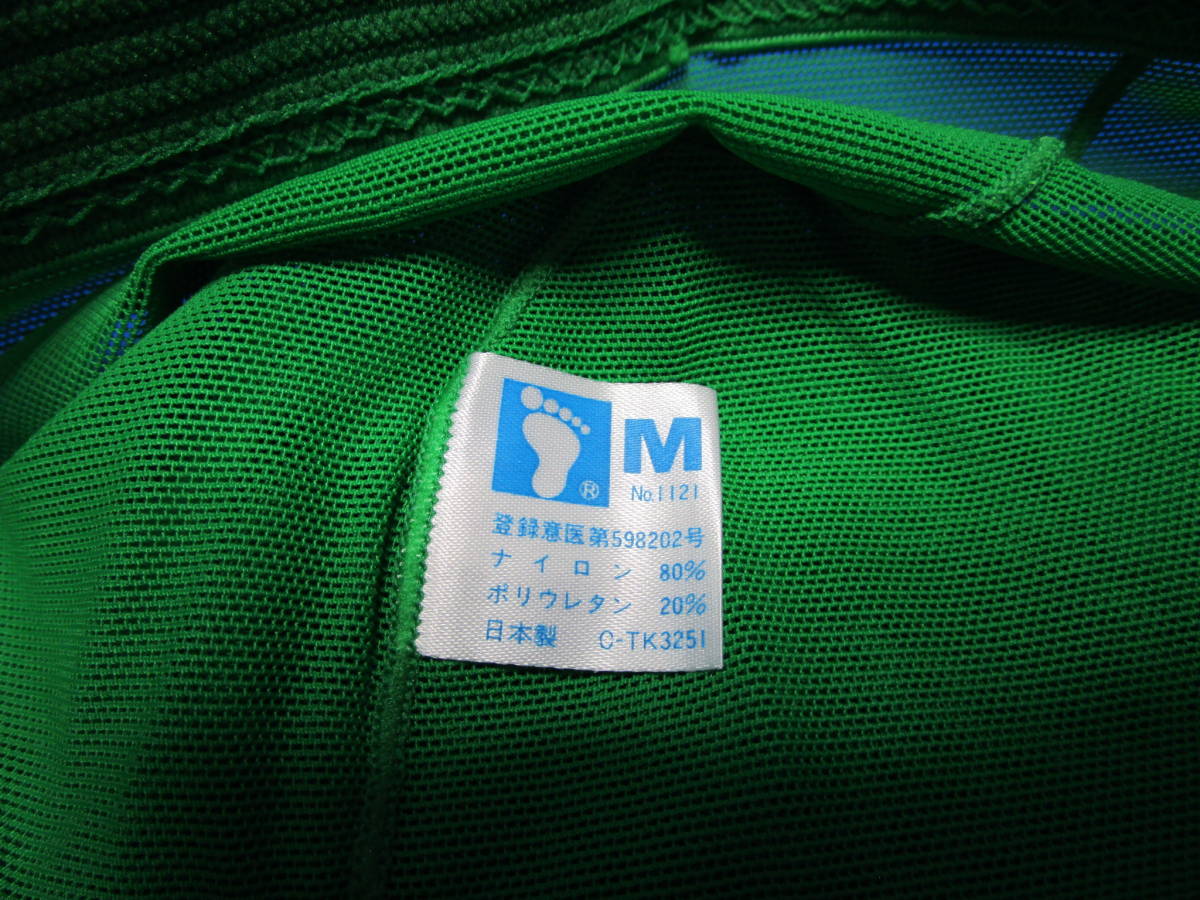 M
No.1121
®
登録意匠第598202号
ナイロン 80%
ポリウレタン 20%
日本製 C-TK3251